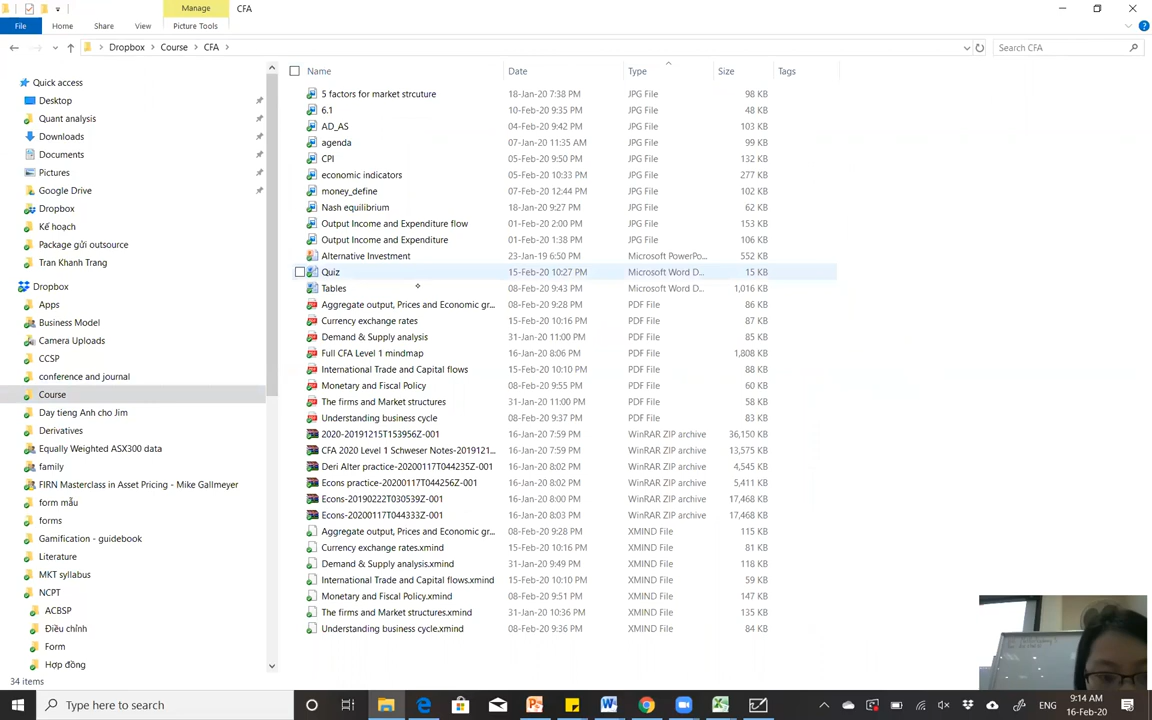 Manage
CFA
File
Home
Share
View
Picture Tools
Dropbox
Course
CFA
Search CFA
Quick access
Desktop
Quant analysis
Downloads
Documents
Pictures
Google Drive
Dropbox
Kế hoạch
Package gửi outsource
Tran Khanh Trang
Dropbox
Apps
Business Model
Camera Uploads
CCSP
conference and journal
Course
Day tieng Anh cho Jim
Derivatives
Equally Weighted ASX300 data
family
FIRN Masterclass in Asset Pricing - Mike Gallmeyer
form mẫu
forms
Gamification - guidebook
Literature
MKT syllabus
NCPT
ACBSP
Điều chỉnh
Form
Hợp đồng
Name Date Type Size Tags
5 factors for market strcuture 18-Jan-20 7:38 PM JPG File 98 KB
6.1 10-Feb-20 9:35 PM JPG File 48 KB
AD_AS 04-Feb-20 9:42 PM JPG File 103 KB
agenda 07-Jan-20 11:35 AM JPG File 99 KB
CPI 05-Feb-20 9:50 PM JPG File 132 KB
economic indicators 05-Feb-20 10:33 PM JPG File 277 KB
money_define 07-Feb-20 12:44 PM JPG File 102 KB
Nash equilibrium 18-Jan-20 9:27 PM JPG File 62 KB
Output Income and Expenditure flow 01-Feb-20 2:00 PM JPG File 153 KB
Output Income and Expenditure 01-Feb-20 1:38 PM JPG File 106 KB
Alternative Investment 23-Jan-19 6:50 PM Microsoft PowerPo... 552 KB
Quiz 15-Feb-20 10:27 PM Microsoft Word D... 15 KB
Tables 08-Feb-20 9:43 PM Microsoft Word D... 1,016 KB
Aggregate output, Prices and Economic gr... 08-Feb-20 9:28 PM PDF File 86 KB
Currency exchange rates 15-Feb-20 10:16 PM PDF File 87 KB
Demand & Supply analysis 31-Jan-20 11:00 PM PDF File 85 KB
Full CFA Level 1 mindmap 16-Jan-20 8:06 PM PDF File 1,808 KB
International Trade and Capital flows 15-Feb-20 10:10 PM PDF File 88 KB
Monetary and Fiscal Policy 08-Feb-20 9:55 PM PDF File 60 KB
The firms and Market structures 31-Jan-20 11:00 PM PDF File 58 KB
Understanding business cycle 08-Feb-20 9:37 PM PDF File 83 KB
2020-20191215T153956Z-001 16-Jan-20 7:59 PM WinRAR ZIP archive 36,150 KB
CFA 2020 Level 1 Schweser Notes-2019121... 16-Jan-20 7:59 PM WinRAR ZIP archive 13,575 KB
Deri Alter practice-20200117T044235Z-001 16-Jan-20 8:02 PM WinRAR ZIP archive 4,545 KB
Econs practice-20200117T044256Z-001 16-Jan-20 8:02 PM WinRAR ZIP archive 5,411 KB
Econs-20190222T030539Z-001 16-Jan-20 8:00 PM WinRAR ZIP archive 17,468 KB
Econs-20200117T044333Z-001 16-Jan-20 8:03 PM WinRAR ZIP archive 17,468 KB
Aggregate output, Prices and Economic gr... 08-Feb-20 9:28 PM XMIND File 115 KB
Currency exchange rates.xmind 15-Feb-20 10:16 PM XMIND File 81 KB
Demand & Supply analysis.xmind 31-Jan-20 9:49 PM XMIND File 118 KB
International Trade and Capital flows.xmind 15-Feb-20 10:10 PM XMIND File 59 KB
Monetary and Fiscal Policy.xmind 08-Feb-20 9:51 PM XMIND File 147 KB
The firms and Market structures.xmind 31-Jan-20 10:36 PM XMIND File 135 KB
Understanding business cycle.xmind 08-Feb-20 9:36 PM XMIND File 84 KB
34 items
Type here to search
ENG
9:14 AM
16-Feb-20